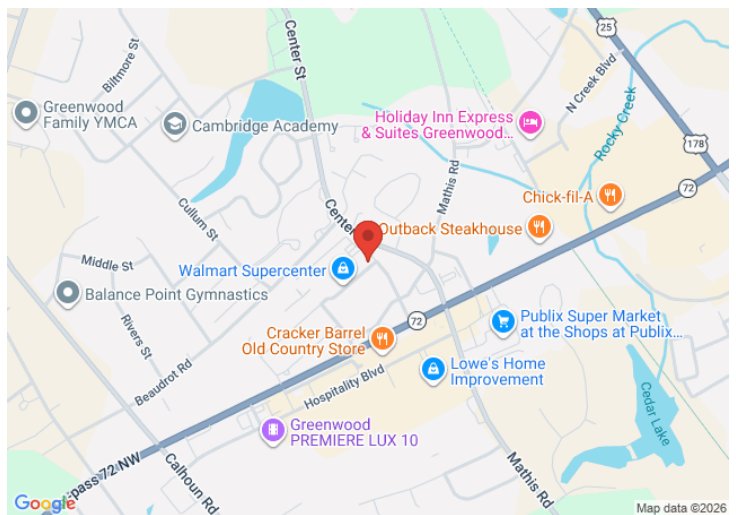 25
Center St
Biltmore St
N Creek Blvd
Greenwood
Family YMCA
Cambridge Academy
Holiday Inn Express
& Suites Greenwood...
Rocky Creek
178
Mathis Rd
72
Chick-fil-A
Cullum St
Center
Outback Steakhouse
Middle St
Walmart Supercenter
Balance Point Gymnastics
Rivers St
72
Publix Super Market
at the Shops at Publix...
Cracker Barrel
Old Country Store
Lowe's Home
Improvement
Beaudrot Rd
Hospitality Blvd
Cedar Lake
Greenwood
PREMIERE LUX 10
pass 72 NW
Calhoun Rd
Mathis Rd
Google
Map data ©2026